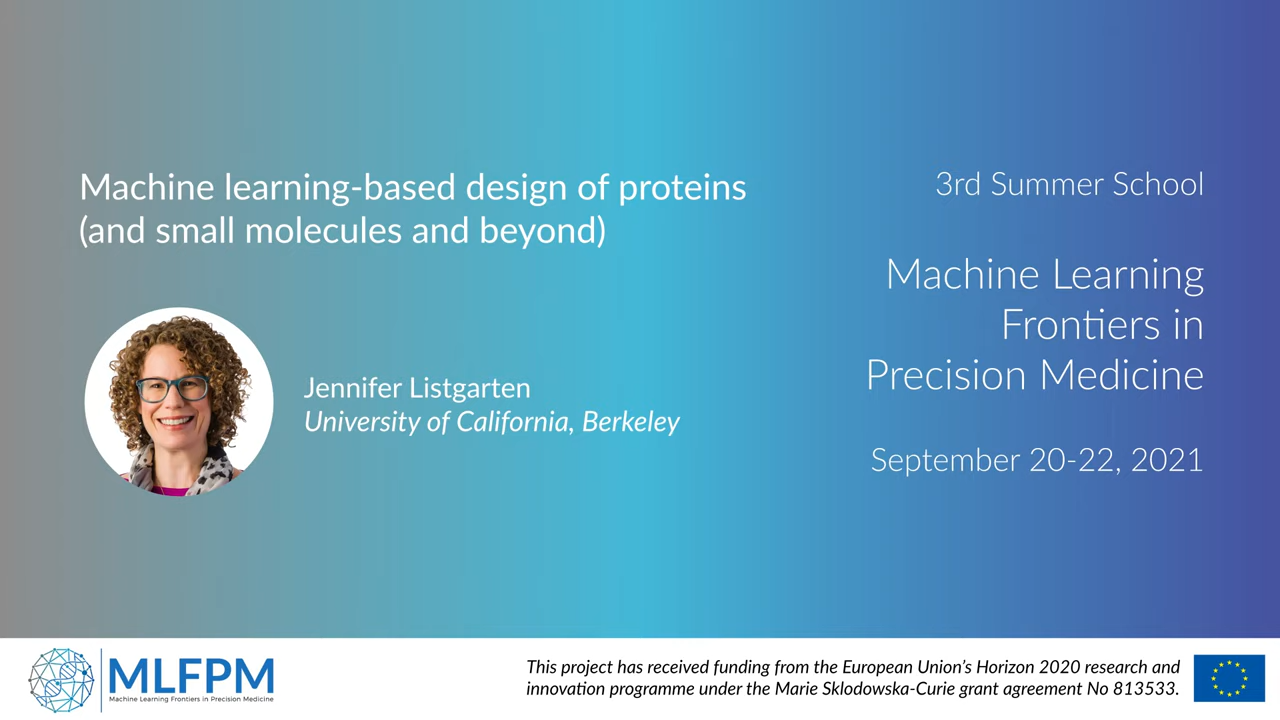 Machine learning-based design of proteins
(and small molecules and beyond)
Jennifer Listgarten
University of California, Berkeley
3rd Summer School
Machine Learning
Frontiers in
Precision Medicine
September 20-22, 2021
MLFPM
Machine Learning Frontiers in Precision Medicine
This project has received funding from the European Union's Horizon 2020 research and
innovation programme under the Marie Sklodowska-Curie grant agreement No 813533.